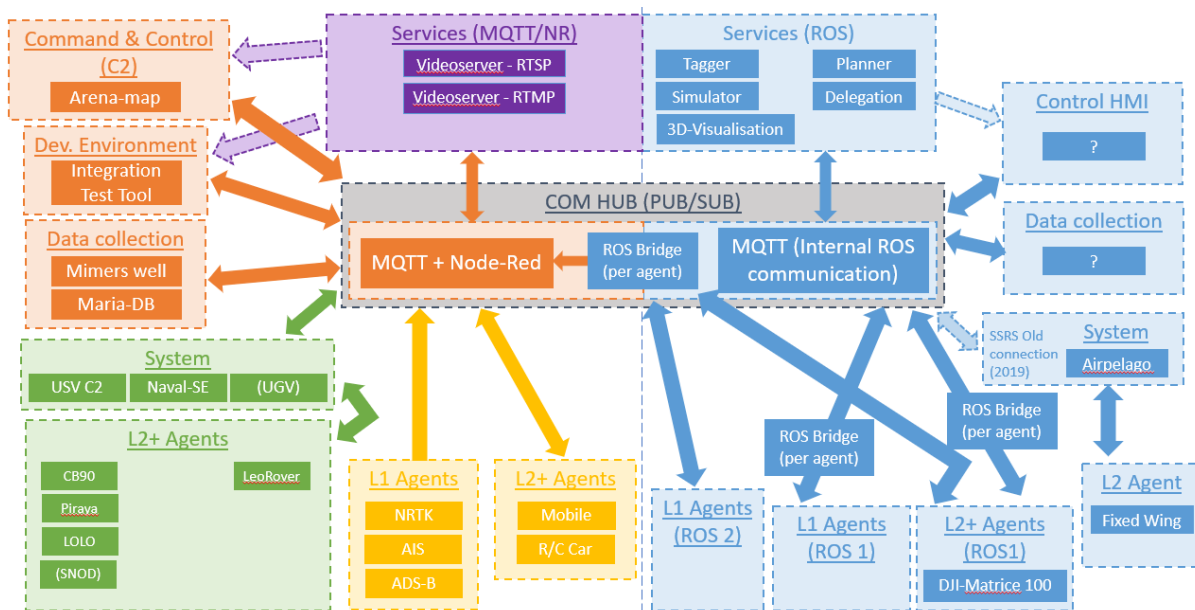 Command & Control
(C2)
Arena-map
Dev. Environment
Integration
Test Tool
Data collection
Mimers well
Maria-DB
Services (MQTT/NR)
Videoserver - RTSP
Videoserver - RTMP
Services (ROS)
Tagger
Planner
Simulator
Delegation
3D-Visualisation
Control HMI
?
Data collection
?
COM HUB (PUB/SUB)
MQTT + Node-Red
ROS Bridge
(per agent)
MQTT (Internal ROS
communication)
System
USV C2
Naval-SE
(UGV)
L2+ Agents
CB90
Piraya
LOLO
(SNOD)
LeoRover
L1 Agents
NRTK
AIS
ADS-B
L2+ Agents
Mobile
R/C Car
SSRS Old
connection
(2019)
System
Airpelago
ROS Bridge
(per agent)
ROS Bridge
(per agent)
L1 Agents
(ROS 2)
L1 Agents
(ROS 1)
L2+ Agents
(ROS1)
DJI-Matrice 100
L2 Agent
Fixed Wing